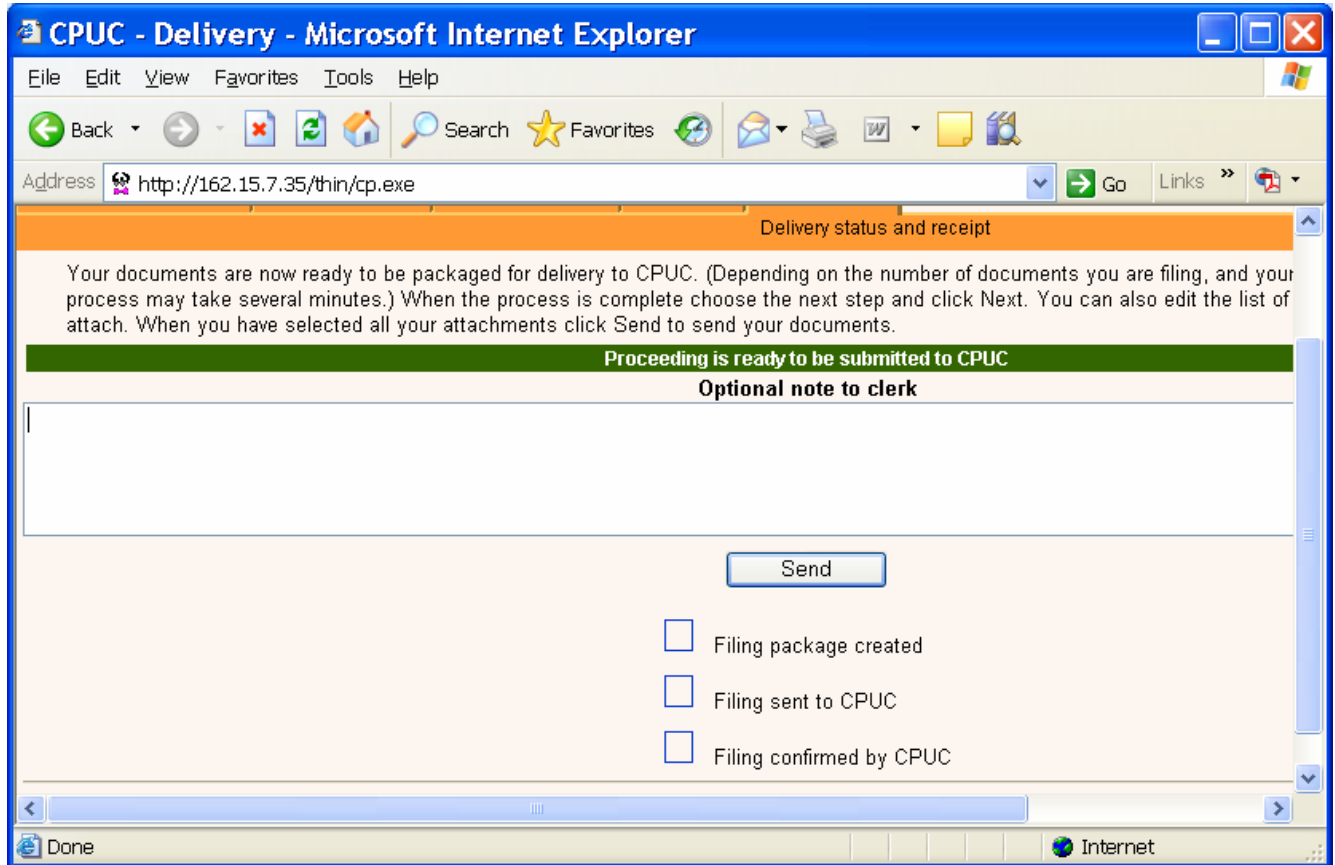 CPUC - Delivery - Microsoft Internet Explorer
File Edit View Favorites Tools Help
Back Search Favorites W
Address http://162.15.7.35/thin/cp.exe Go Links »
Delivery status and receipt
Your documents are now ready to be packaged for delivery to CPUC. (Depending on the number of documents you are filing, and your
process may take several minutes.) When the process is complete choose the next step and click Next. You can also edit the list of
attach. When you have selected all your attachments click Send to send your documents.
Proceeding is ready to be submitted to CPUC
Optional note to clerk
Send
Filing package created
Filing sent to CPUC
Filing confirmed by CPUC
Done Internet